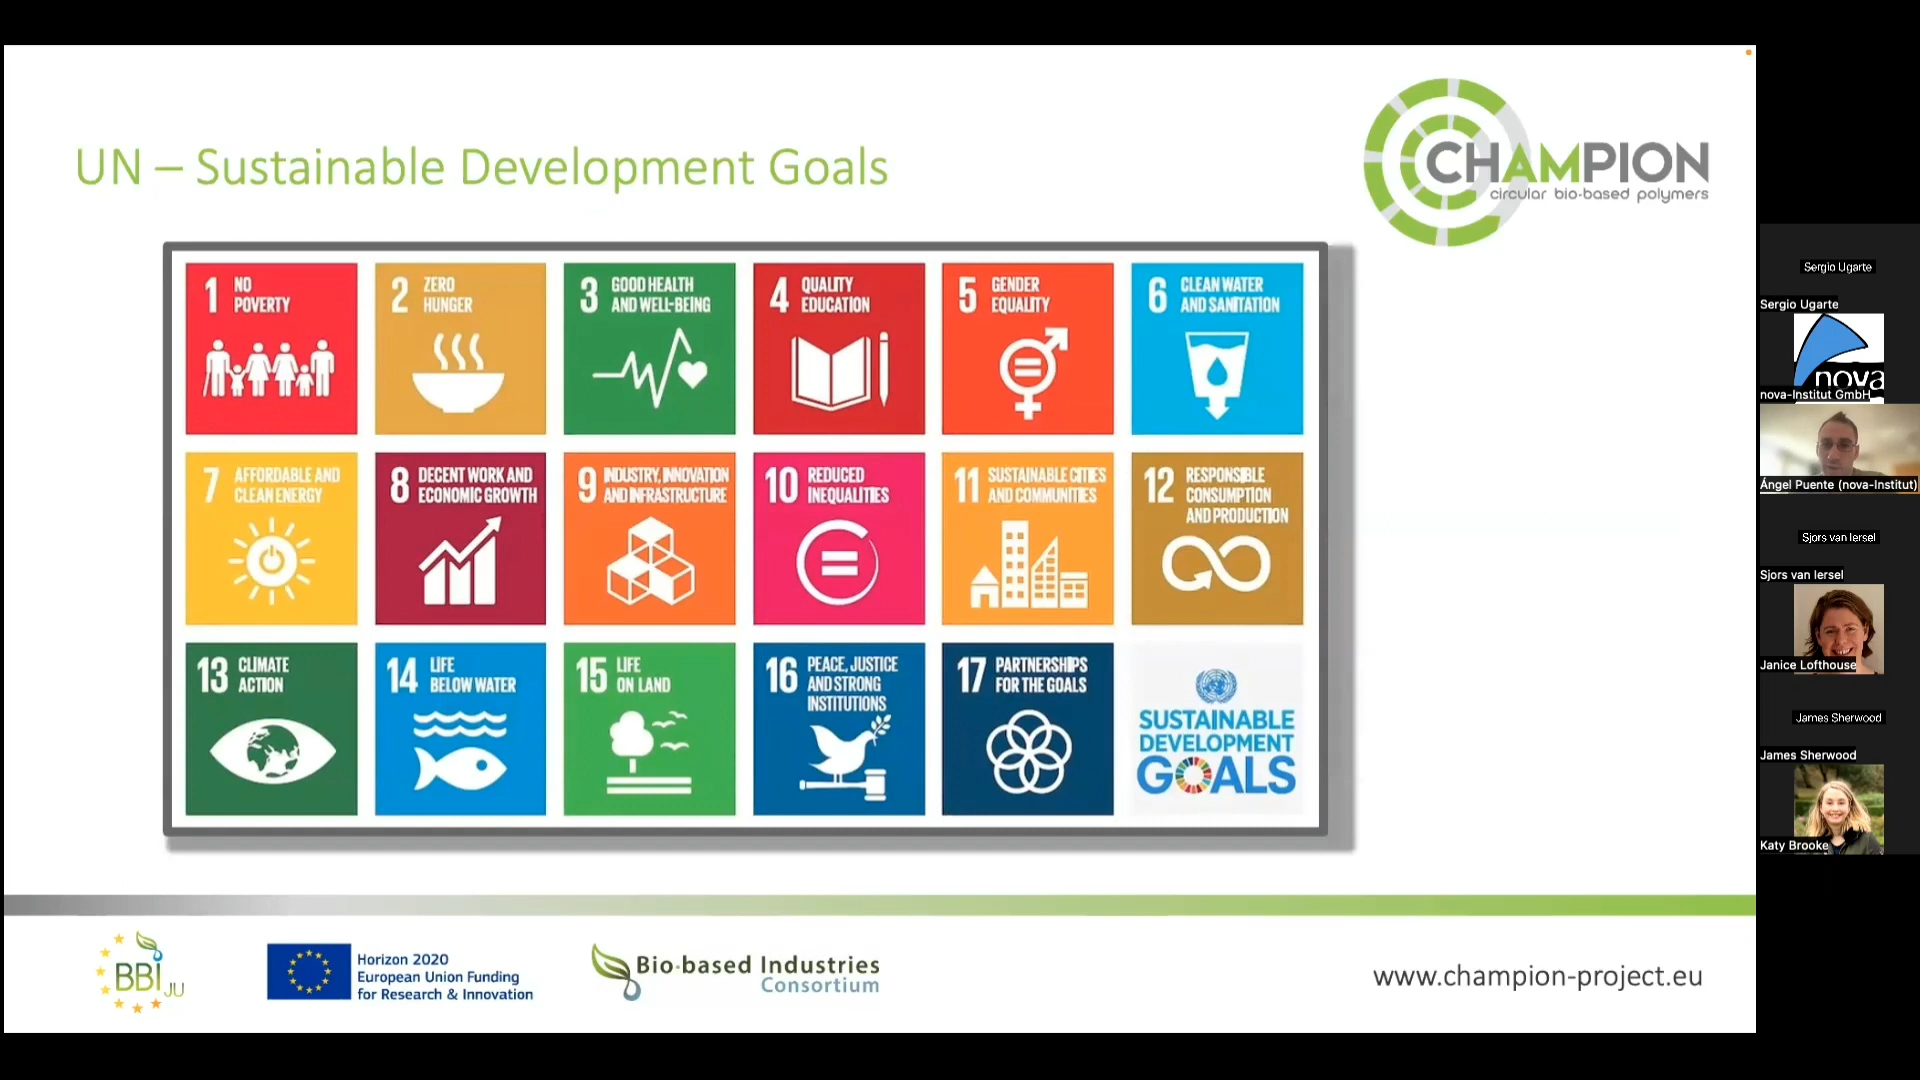 UN – Sustainable Development Goals
CHAMPION
circular bio-based polymers
1 NO
POVERTY
2 ZERO
HUNGER
3 GOOD HEALTH
AND WELL-BEING
4 QUALITY
EDUCATION
5 GENDER
EQUALITY
6 CLEAN WATER
AND SANITATION
7 AFFORDABLE AND
CLEAN ENERGY
8 DECENT WORK AND
ECONOMIC GROWTH
9 INDUSTRY, INNOVATION
AND INFRASTRUCTURE
10 REDUCED
INEQUALITIES
11 SUSTAINABLE CITIES
AND COMMUNITIES
12 RESPONSIBLE
CONSUMPTION
AND PRODUCTION
13 CLIMATE
ACTION
14 LIFE
BELOW WATER
15 LIFE
ON LAND
16 PEACE, JUSTICE
AND STRONG
INSTITUTIONS
17 PARTNERSHIPS
FOR THE GOALS
SUSTAINABLE
DEVELOPMENT
GOALS
BBI JU
Horizon 2020
European Union Funding
for Research & Innovation
Bio-based Industries
Consortium
www.champion-project.eu
Sergio Ugarte
Sergio Ugarte
nova
nova-Institut GmbH
Ángel Puente (nova-Institut)
Sjors van Iersel
Sjors van Iersel
Janice Lofthouse
James Sherwood
James Sherwood
Katy Brooke